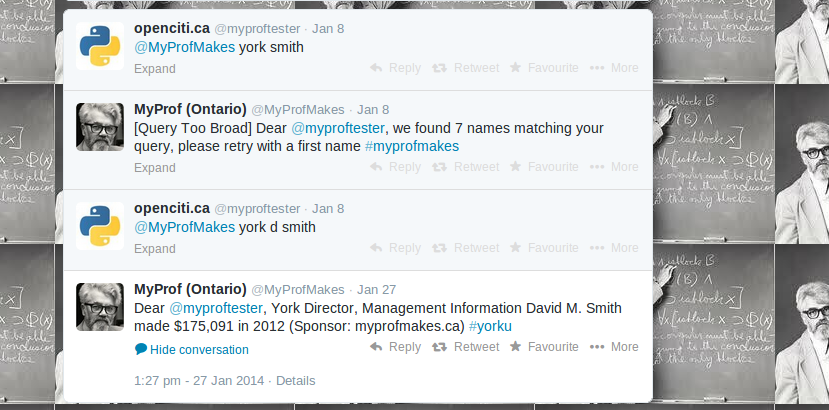 openciti.ca @myproftester · Jan 8
@MyProfMakes york smith
Expand
Reply Retweet Favourite More
MyProf (Ontario) @MyProfMakes · Jan 8
[Query Too Broad] Dear @myproftester, we found 7 names matching your
query, please retry with a first name #myprofmakes
Expand
Reply Retweet Favourite More
openciti.ca @myproftester · Jan 8
@MyProfMakes york d smith
Expand
Reply Retweet Favourite More
MyProf (Ontario) @MyProfMakes · Jan 27
Dear @myproftester, York Director, Management Information David M. Smith
made $175,091 in 2012 (Sponsor: myprofmakes.ca) #yorku
Hide conversation
Reply Retweet Favourite More
1:27 pm - 27 Jan 2014 · Details